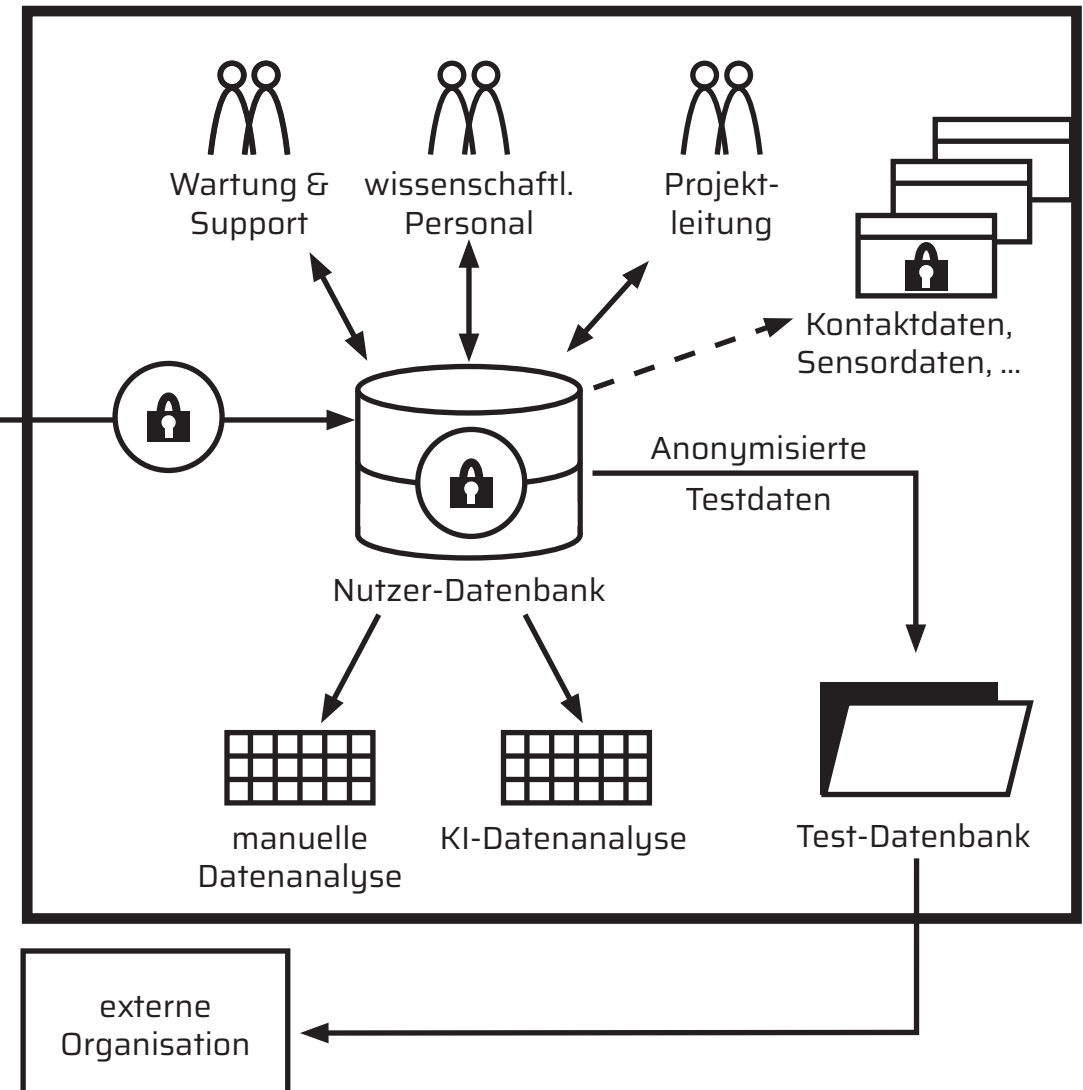 Wartung &
Support
wissenschaftl.
Personal
Projekt-
leitung
Kontaktdaten,
Sensordaten, ...
Anonymisierte
Testdaten
Nutzer-Datenbank
manuelle
Datenanalyse
KI-Datenanalyse
Test-Datenbank
externe
Organisation